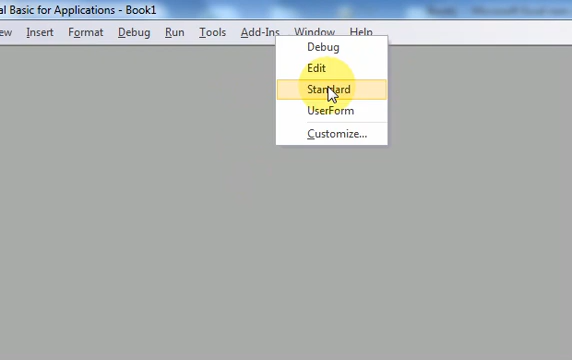 al Basic for Applications - Book1
ew Insert Format Debug Run Tools Add-Ins Window Help
Debug
Edit
Standard
UserForm
Customize...